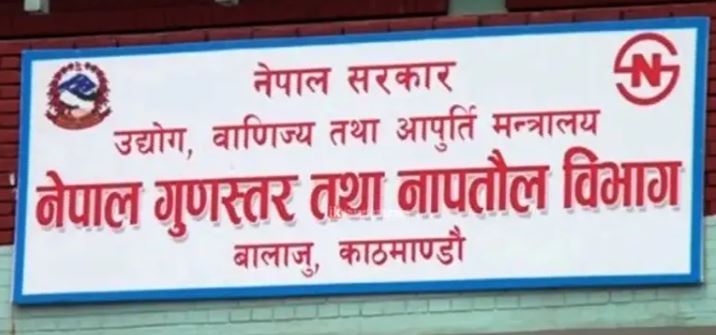 नेपाल सरकार
उद्योग, वाणिज्य तथा आपुर्ति मन्त्रालय
नेपाल गुणस्तर तथा नापतौल विभाग
बालाजु, काठमाण्डौ